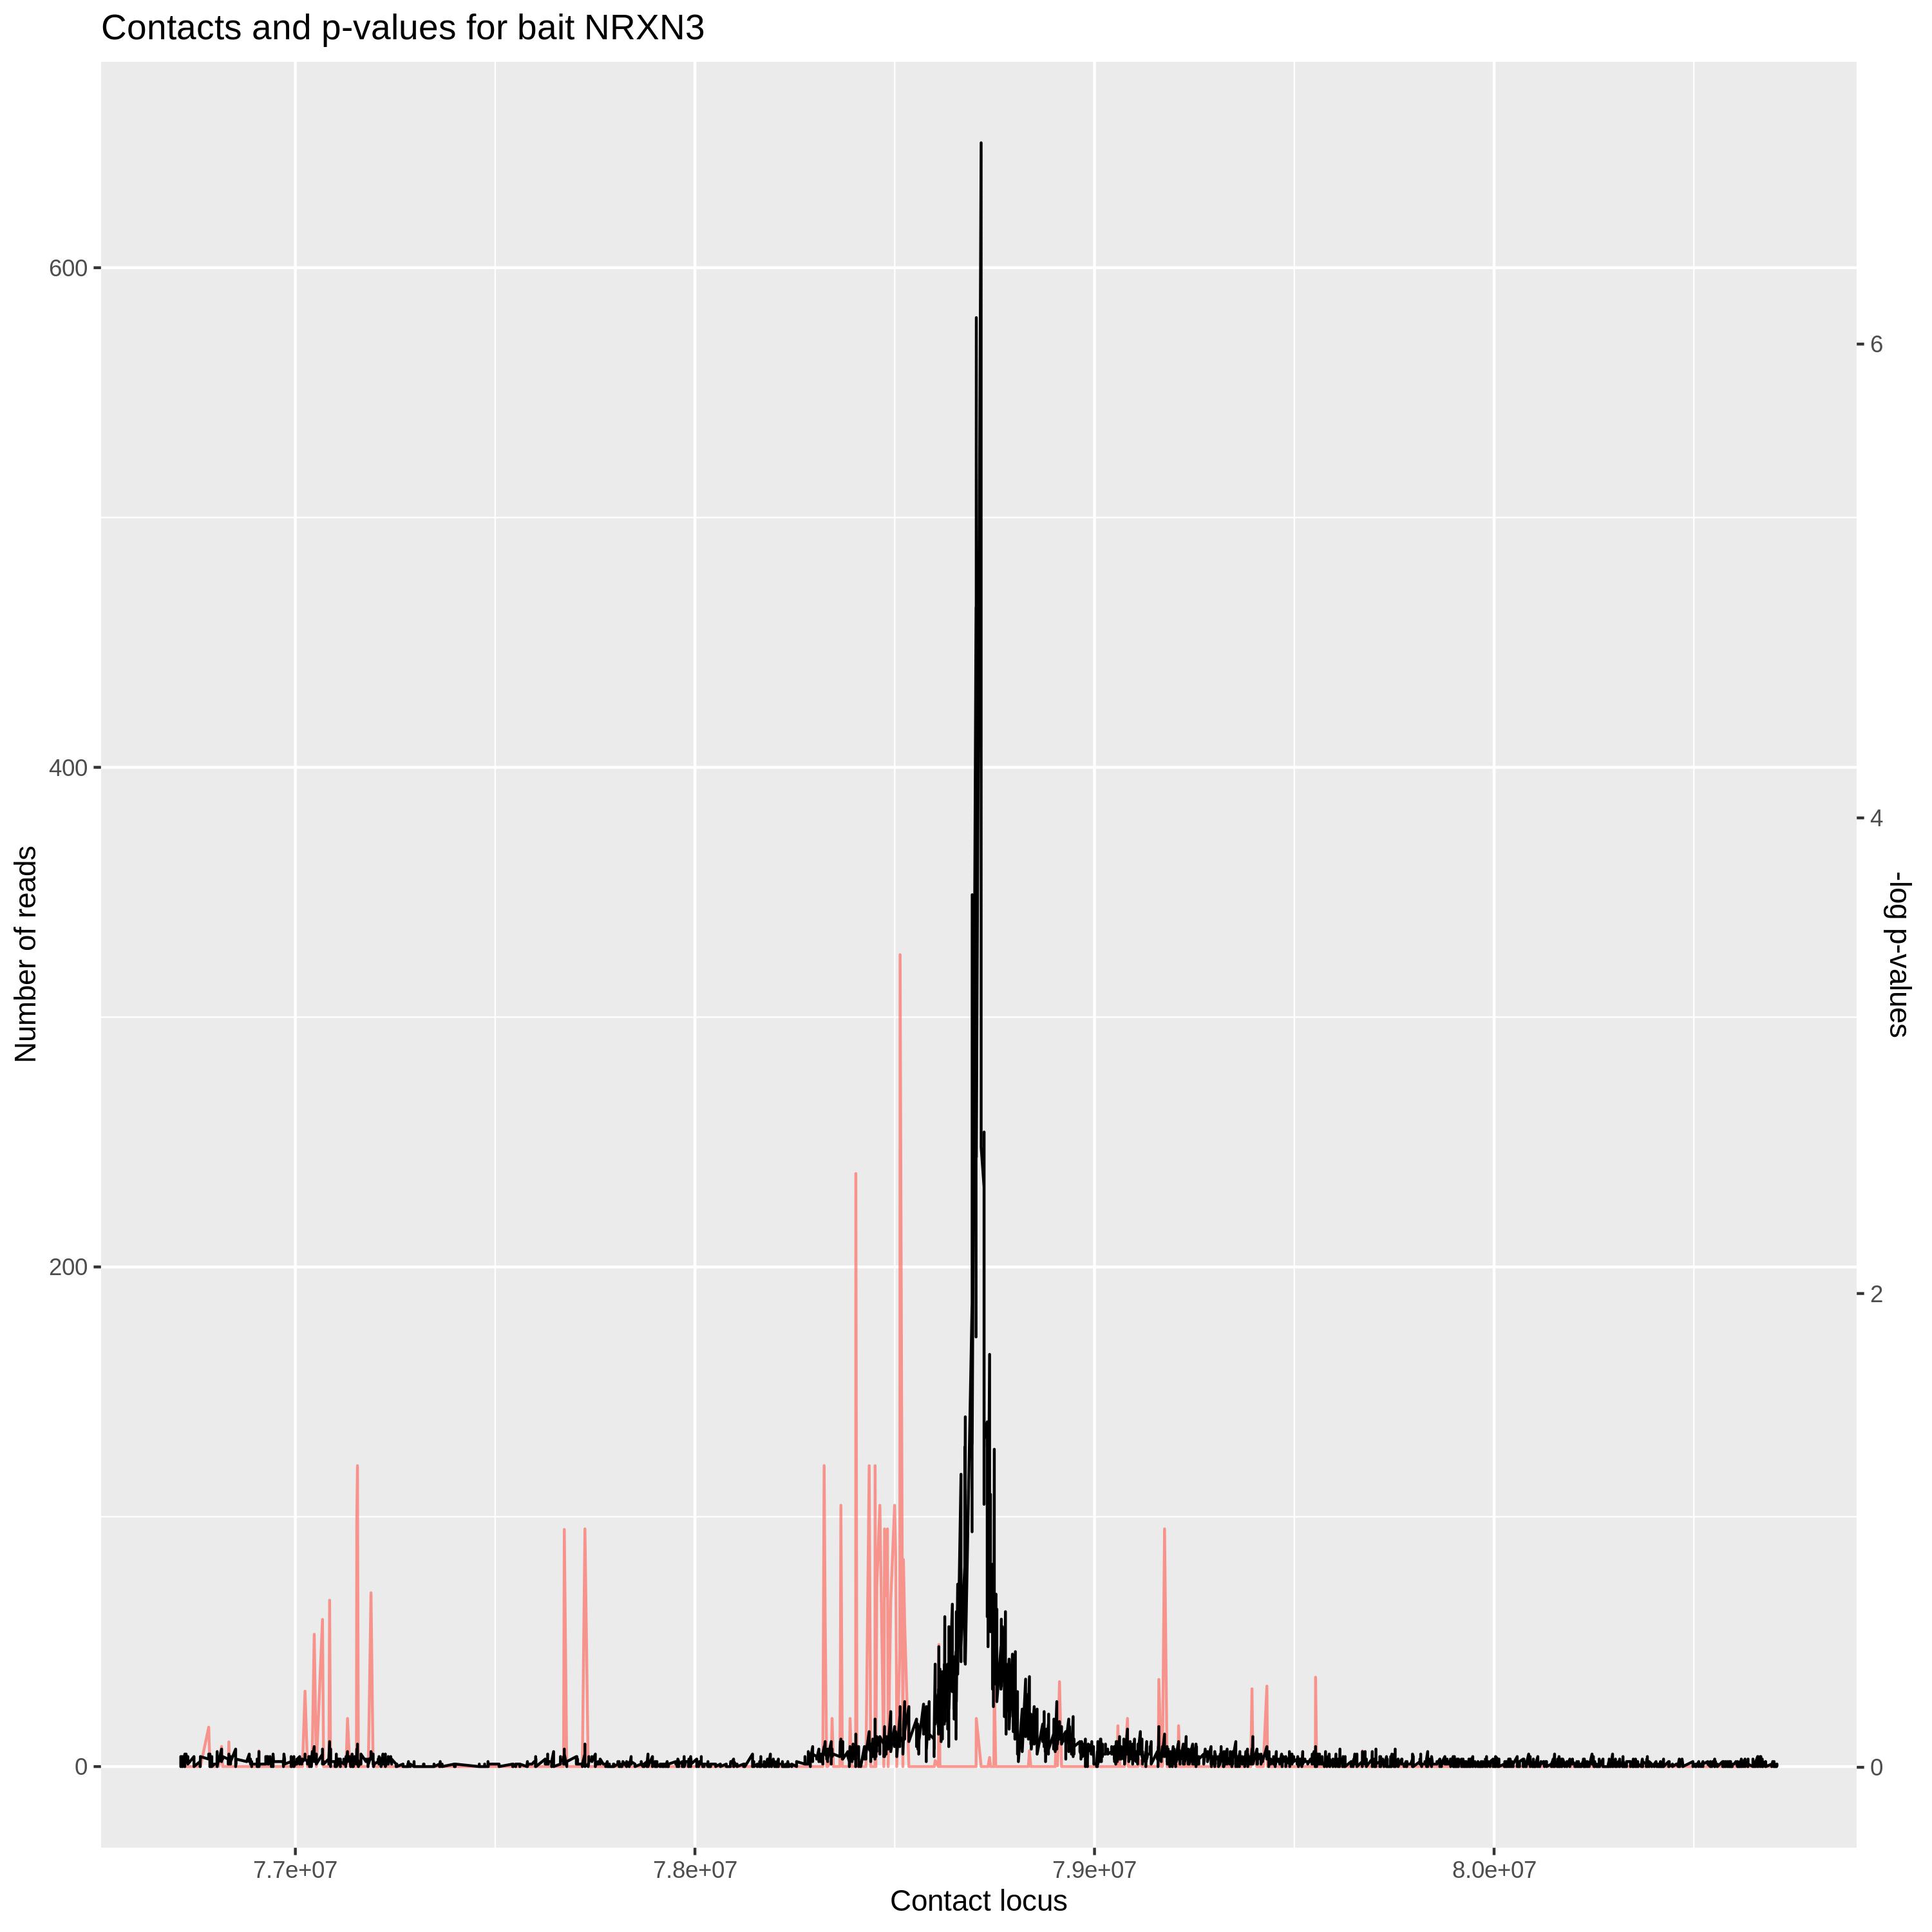 Contacts and p-values for bait NRXN3
600
400
200
0
Number of reads
6
4
2
0
-log p-values
7.7e+07
7.8e+07
7.9e+07
8.0e+07
Contact locus